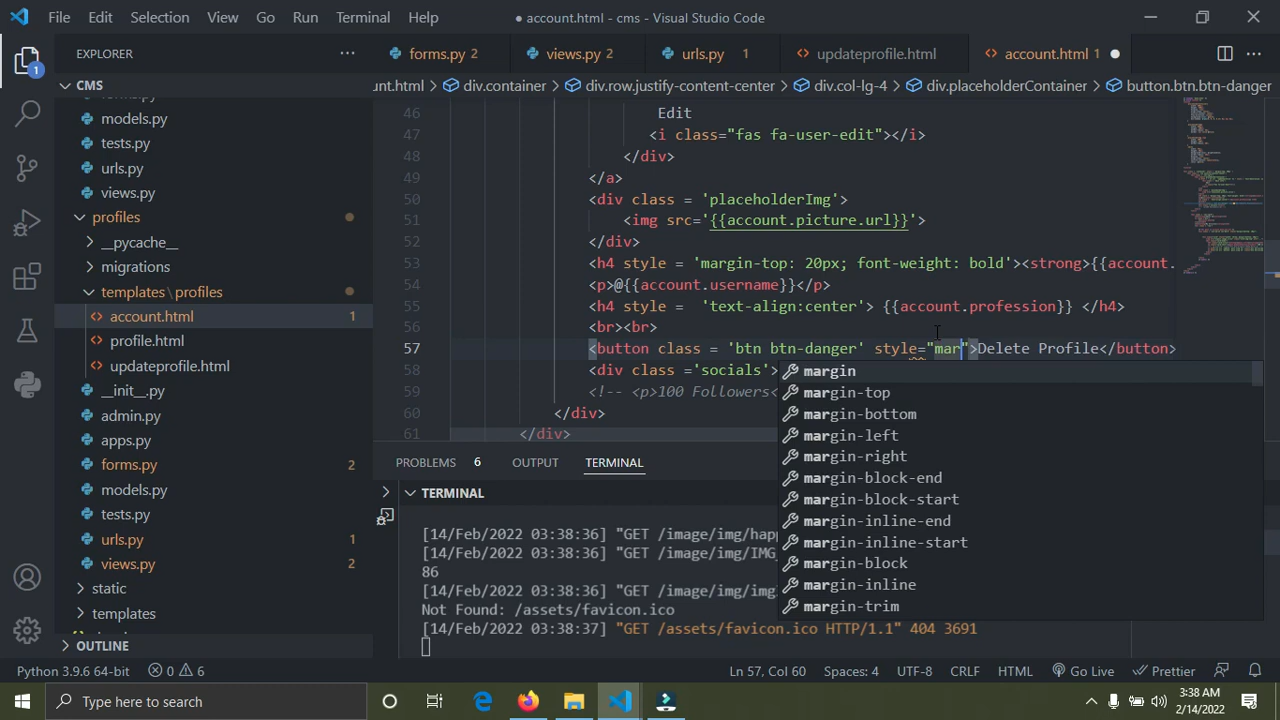 File Edit Selection View Go Run Terminal Help
● account.html - cms - Visual Studio Code
EXPLORER
forms.py 2
views.py 2
urls.py 1
updateprofile.html
account.html 1
CMS
unt.html > div.container > div.row.justify-content-center > div.col-lg-4 > div.placeholderContainer > button.btn.btn-danger
1
models.py
tests.py
urls.py
views.py
profiles
__pycache__
migrations
templates\profiles
account.html 1
profile.html
updateprofile.html
__init__.py
admin.py
apps.py
forms.py 2
models.py
tests.py
urls.py 1
views.py 2
static
templates
OUTLINE
46 Edit
47 <i class="fas fa-user-edit"></i>
48 </div>
49 </a>
50 <div class = 'placeholderImg'>
51 <img src='{{account.picture.url}}'>
52 </div>
53 <h4 style = 'margin-top: 20px; font-weight: bold'><strong>{{account.
54 <p>@{{account.username}}</p>
55 <h4 style =  'text-align:center'> {{account.profession}} </h4>
56 <br><br>
57 <button class = 'btn btn-danger' style="mar">Delete Profile</button>
58 <div class ='socials'>
59 <!-- <p>100 Followers<
60 </div>
61 </div>
margin
margin-top
margin-bottom
margin-left
margin-right
margin-block-end
margin-block-start
margin-inline-end
margin-inline-start
margin-block
margin-inline
margin-trim
PROBLEMS 6 OUTPUT TERMINAL
TERMINAL
[14/Feb/2022 03:38:36] "GET /image/img/hap
[14/Feb/2022 03:38:36] "GET /image/img/IMG_
86
[14/Feb/2022 03:38:36] "GET /image/img/img
Not Found: /assets/favicon.ico
[14/Feb/2022 03:38:37] "GET /assets/favicon.ico HTTP/1.1" 404 3691
Python 3.9.6 64-bit 0 6 Ln 57, Col 60 Spaces: 4 UTF-8 CRLF HTML Go Live Prettier
Type here to search
3:38 AM
2/14/2022